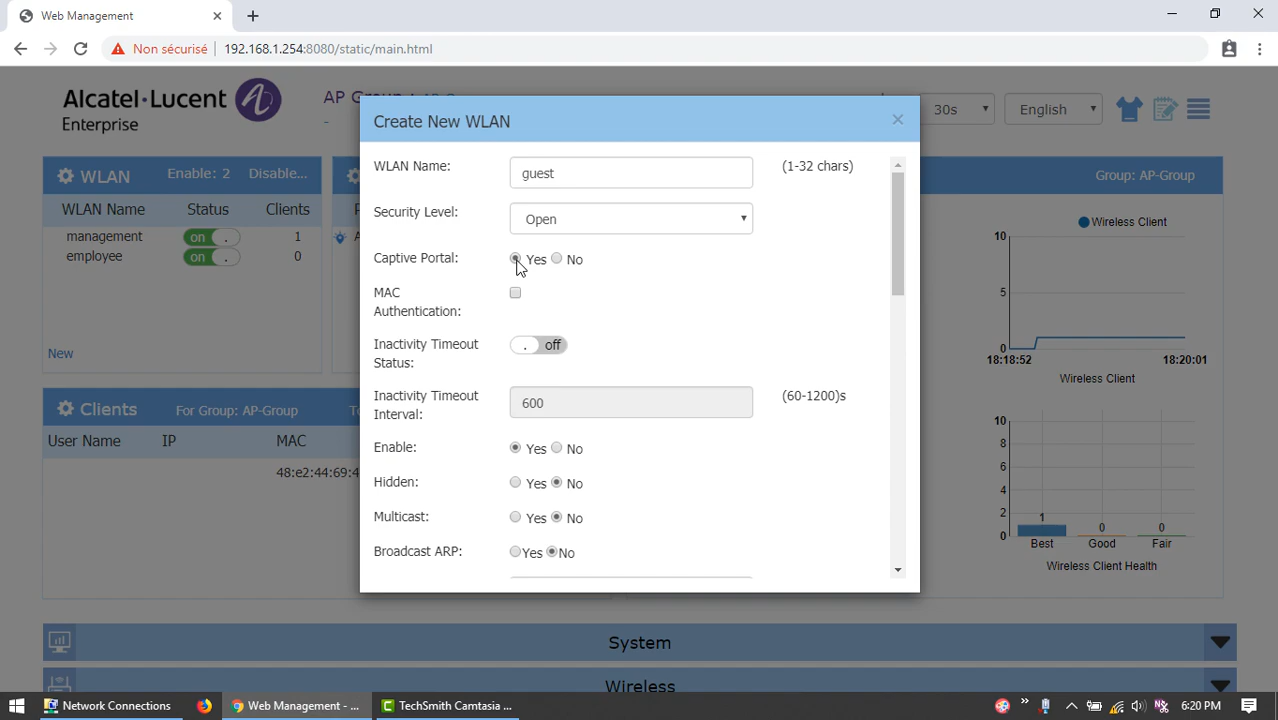 Web Management
Non sécurisé 192.168.1.254:8080/static/main.html
Alcatel·Lucent
Enterprise
AP Group
30s
English
Create New WLAN
WLAN
Enable: 2
Disable...
Group: AP-Group
WLAN Name
Status
Clients
management on . 1
employee on . 0
New
WLAN Name:
guest
(1-32 chars)
Security Level:
Open
Captive Portal:
Yes No
MAC
Authentication:
Inactivity Timeout
Status:
. off
Inactivity Timeout
Interval:
600
(60-1200)s
Enable:
Yes No
Hidden:
Yes No
Multicast:
Yes No
Broadcast ARP:
Yes No
Wireless Client
10
5
0
18:18:52
18:20:01
Wireless Client
Clients
For Group: AP-Group
User Name
IP
MAC
48:e2:44:69:4
10
8
6
4
2
0
1
0
0
Best
Good
Fair
Wireless Client Health
System
Wireless
Network Connections
Web Management - ...
TechSmith Camtasia ...
6:20 PM